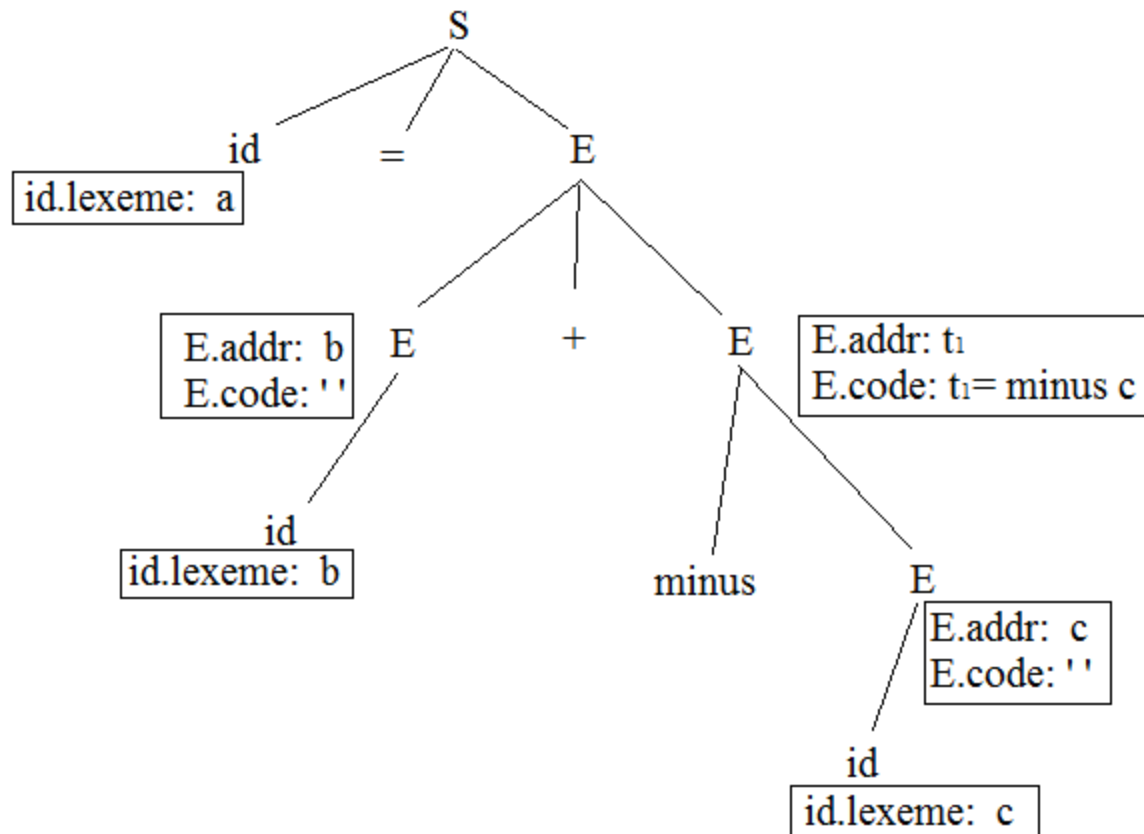 S
id = E
id.lexeme: a
E.addr: b
E.code: ' '
E
+
E
E.addr: t₁
E.code: t₁= minus c
id
id.lexeme: b
minus
E
E.addr: c
E.code: ' '
id
id.lexeme: c